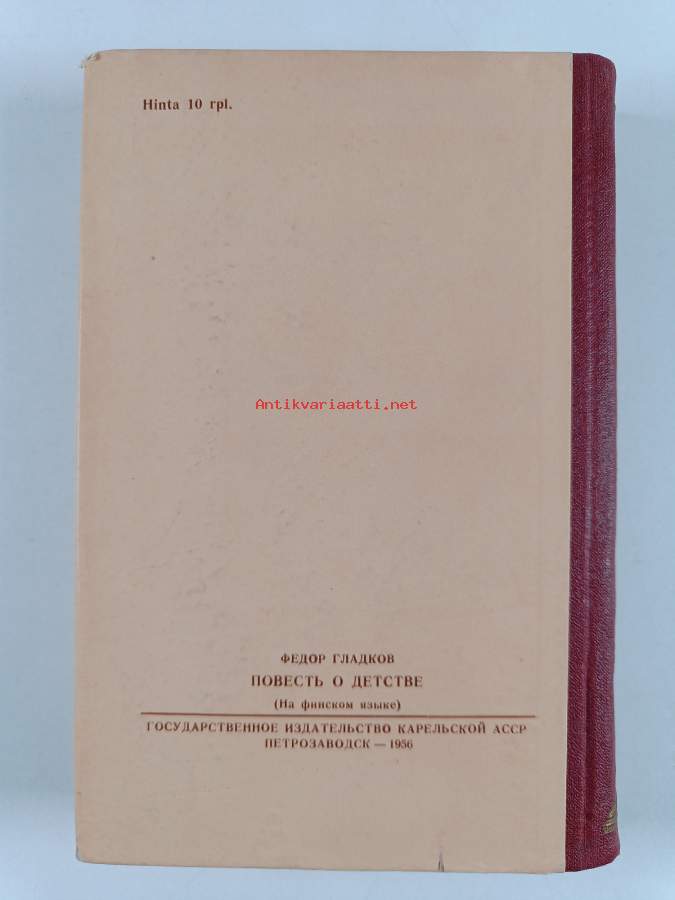 Hinta 10 rpl.
Antikvariaatti.net
ФЕДОР ГЛАДКОВ
ПОВЕСТЬ О ДЕТСТВЕ
(На финском языке)
ГОСУДАРСТВЕННОЕ ИЗДАТЕЛЬСТВО КАРЕЛЬСКОЙ АССР
ПЕТРОЗАВОДСК — 1956